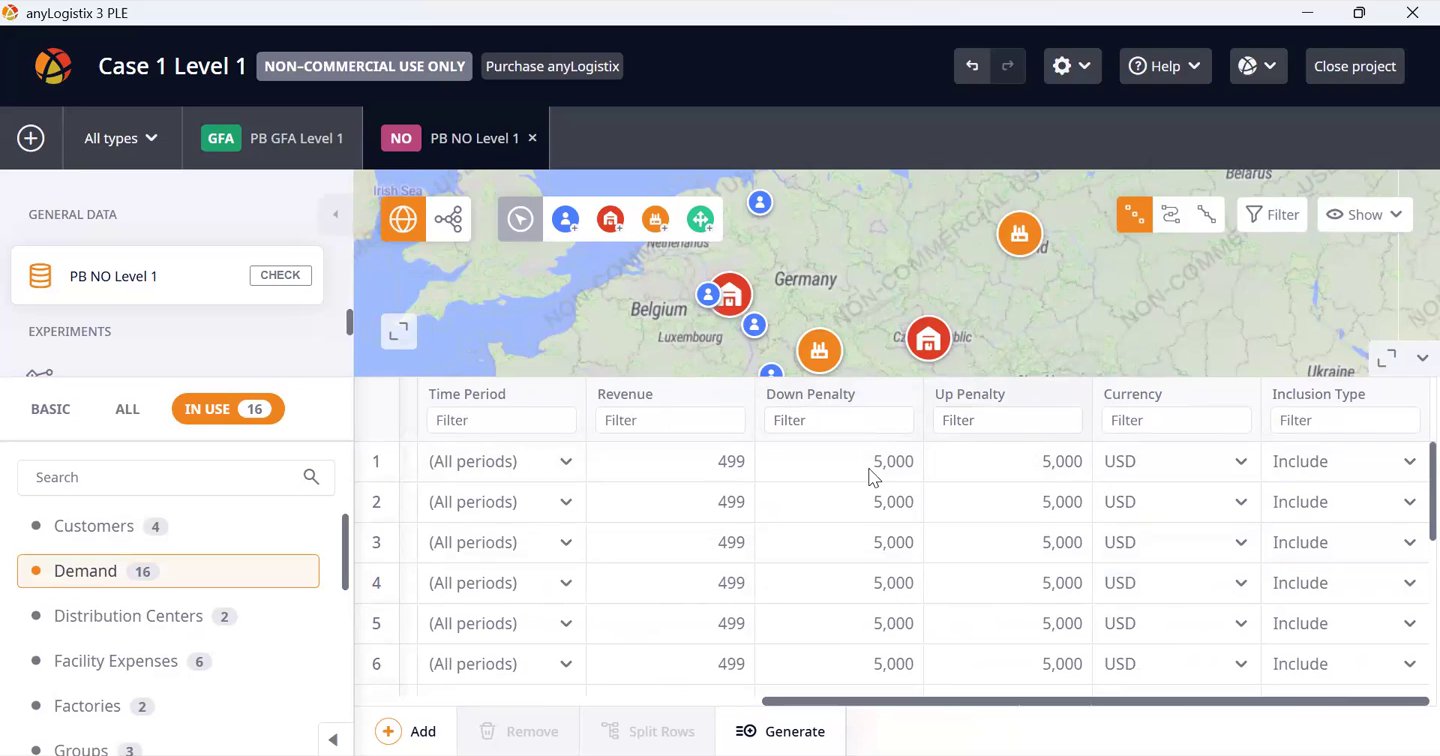 anyLogistix 3 PLE
Case 1 Level 1
NON-COMMERCIAL USE ONLY
Purchase anyLogistix
Help
Close project
All types
GFA PB GFA Level 1
NO PB NO Level 1
GENERAL DATA
PB NO Level 1
CHECK
EXPERIMENTS
Irish Sea
Netherlands
Belgium
Luxembourg
Germany
Belarus
Ukraine
Filter
Show
BASIC
ALL
IN USE 16
Search
Customers 4
Demand 16
Distribution Centers 2
Facility Expenses 6
Factories 2
Groups 3
Time Period Revenue Down Penalty Up Penalty Currency Inclusion Type
Filter Filter Filter Filter Filter Filter
1 (All periods) 499 5,000 5,000 USD Include
2 (All periods) 499 5,000 5,000 USD Include
3 (All periods) 499 5,000 5,000 USD Include
4 (All periods) 499 5,000 5,000 USD Include
5 (All periods) 499 5,000 5,000 USD Include
6 (All periods) 499 5,000 5,000 USD Include
Add
Remove
Split Rows
Generate